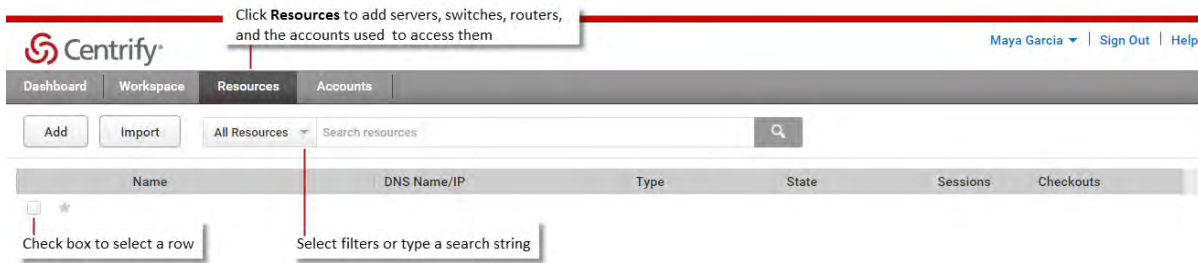 Click Resources to add servers, switches, routers,
and the accounts used to access them
Centrify
Maya Garcia | Sign Out | Help
Dashboard Workspace Resources Accounts
Add Import All Resources Search resources
Name DNS Name/IP Type State Sessions Checkouts
Check box to select a row
Select filters or type a search string